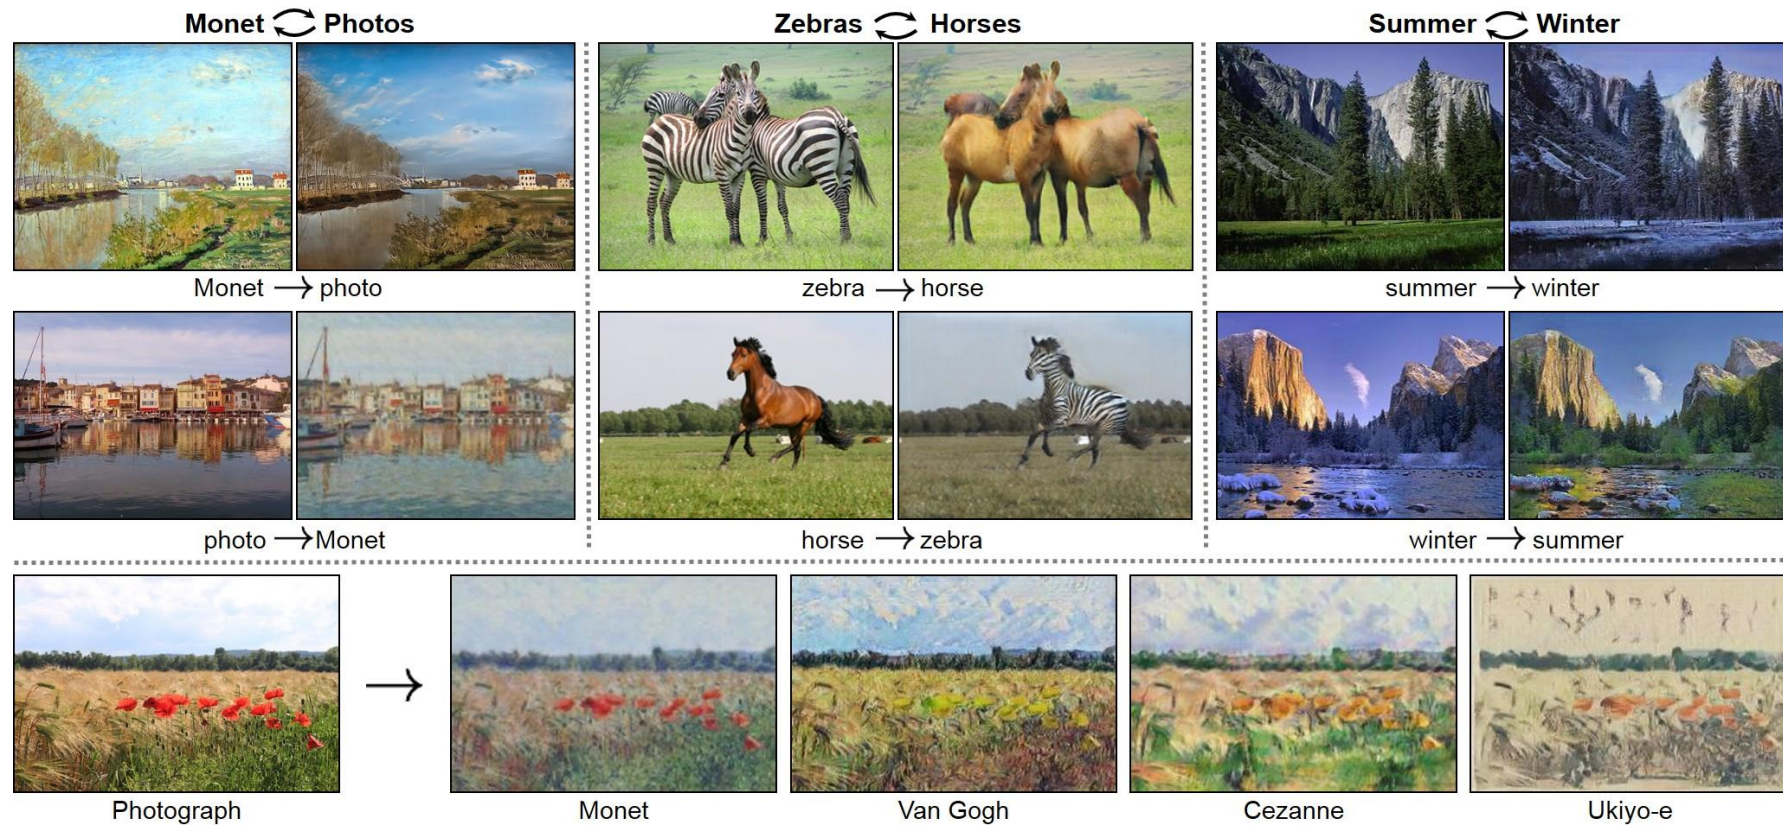 Monet Photos
Zebras Horses
Summer Winter
Monet → photo
zebra → horse
summer → winter
photo → Monet
horse → zebra
winter → summer
Photograph
Monet
Van Gogh
Cezanne
Ukiyo-e